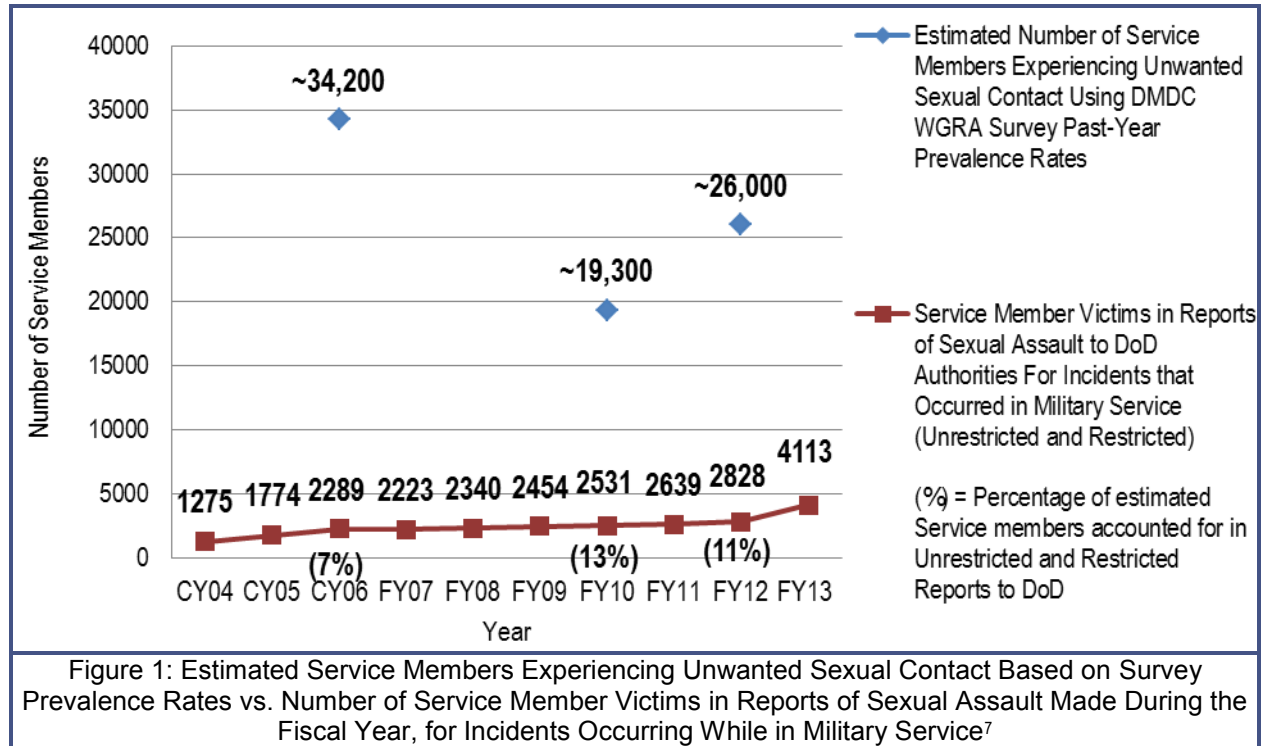 40000
35000
30000
25000
20000
15000
10000
5000
0
Number of Service Members
~34,200
~19,300
~26,000
1275 1774 2289 2223 2340 2454 2531 2639 2828 4113
(7%) (13%) (11%)
CY04 CY05 CY06 FY07 FY08 FY09 FY10 FY11 FY12 FY13
Year
Estimated Number of Service
Members Experiencing Unwanted
Sexual Contact Using DMDC
WGRA Survey Past-Year
Prevalence Rates
Service Member Victims in Reports
of Sexual Assault to DoD
Authorities For Incidents that
Occurred in Military Service
(Unrestricted and Restricted)
(%) = Percentage of estimated
Service members accounted for in
Unrestricted and Restricted
Reports to DoD
Figure 1: Estimated Service Members Experiencing Unwanted Sexual Contact Based on Survey
Prevalence Rates vs. Number of Service Member Victims in Reports of Sexual Assault Made During the
Fiscal Year, for Incidents Occurring While in Military Service⁷